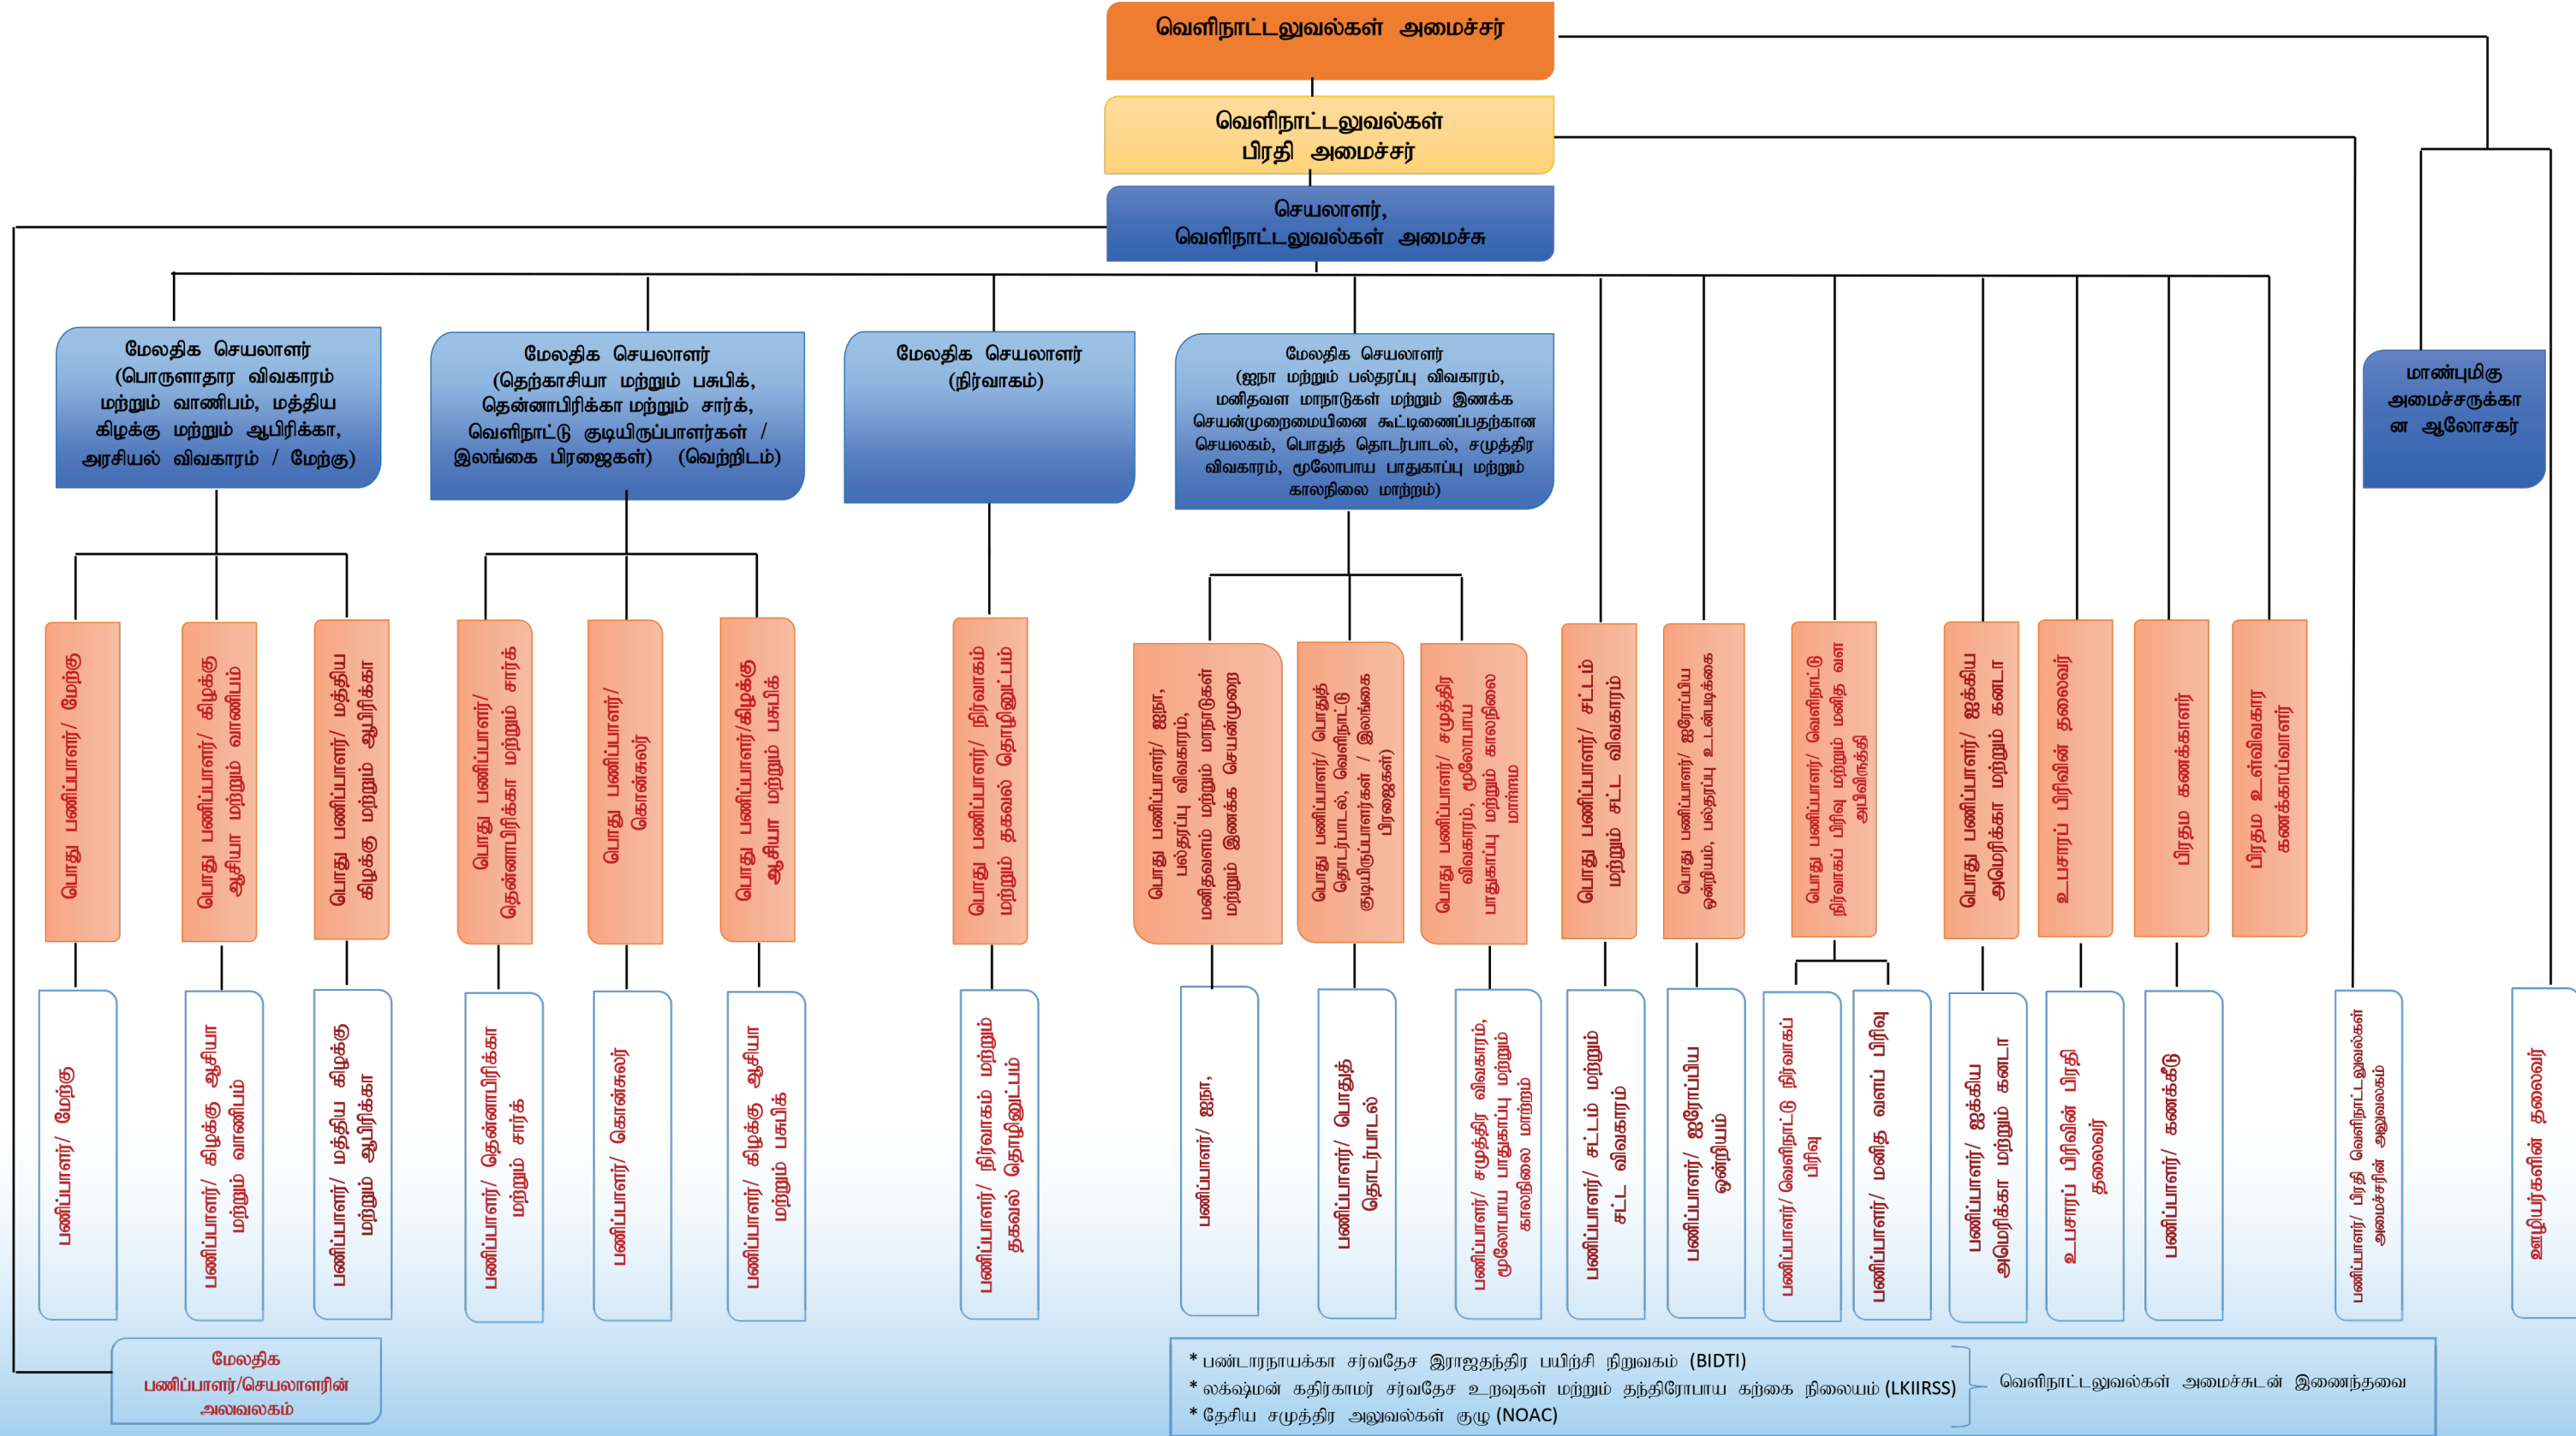 வெளிநாட்டலுவல்கள் அமைச்சர்
வெளிநாட்டலுவல்கள்
பிரதி அமைச்சர்
செயலாளர்,
வெளிநாட்டலுவல்கள் அமைச்சு
மேலதிக செயலாளர்
(பொருளாதார விவகாரம்
மற்றும் வாணிபம், மத்திய
கிழக்கு மற்றும் ஆபிரிக்கா,
அரசியல் விவகாரம் / மேற்கு)
மேலதிக செயலாளர்
(தெற்காசியா மற்றும் பசுபிக்,
தென்னாபிரிக்கா மற்றும் சார்க்,
வெளிநாட்டு குடியிருப்பாளர்கள் /
இலங்கை பிரஜைகள்) (வெற்றிடம்)
மேலதிக செயலாளர்
(நிர்வாகம்)
மேலதிக செயலாளர்
(ஐநா மற்றும் பல்தரப்பு விவகாரம்,
மனிதவள மாநாடுகள் மற்றும் இணக்க
செயன்முறைமையினை கூட்டிணைப்பதற்கான
செயலகம், பொதுத் தொடர்பாடல், சமுத்திர
விவகாரம், மூலோபாய பாதுகாப்பு மற்றும்
காலநிலை மாற்றம்)
மாண்புமிகு
அமைச்சருக்கா
ன ஆலோசகர்
பொது பணிப்பாளர்/ மேற்கு
பொது பணிப்பாளர்/ கிழக்கு
ஆசியா மற்றும் வாணிபம்
பொது பணிப்பாளர்/ மத்திய
கிழக்கு மற்றும் ஆபிரிக்கா
பொது பணிப்பாளர்/
தென்னாபிரிக்கா மற்றும் சார்க்
பொது பணிப்பாளர்/
கொன்சுலர்
பொது பணிப்பாளர்/கிழக்கு
ஆசியா மற்றும் பசுபிக்
பொது பணிப்பாளர்/ நிர்வாகம்
மற்றும் தகவல் தொழினுட்பம்
பொது பணிப்பாளர்/ ஐநா,
பல்தரப்பு விவகாரம்,
மனிதவளம் மற்றும் மாநாடுகள்
மற்றும் இணக்க செயன்முறை
பொது பணிப்பாளர்/ பொதுத்
தொடர்பாடல், வெளிநாட்டு
குடியிருப்பாளர்கள் / இலங்கை
பிரஜைகள்)
பொது பணிப்பாளர்/ சமுத்திர
விவகாரம், மூலோபாய
பாதுகாப்பு மற்றும் காலநிலை
பொது பணிப்பாளர்/ சட்டம்
மற்றும் சட்ட விவகாரம்
பொது பணிப்பாளர்/ ஐரோப்பிய
ஒன்றியம், பல்தரப்பு உடன்படிக்கை
பொது பணிப்பாளர்/ வெளிநாட்டு
நிர்வாகப் பிரிவு மற்றும் மனித வள
அபிவிருத்தி
பொது பணிப்பாளர்/ ஐக்கிய
அமெரிக்கா மற்றும் கனடா
உபசாரப் பிரிவின் தலைவர்
பிரதம கணக்காளர்
பிரதம உள்விவகார
கணக்காய்வாளர்
பணிப்பாளர்/ மேற்கு
பணிப்பாளர்/ கிழக்கு ஆசியா
மற்றும் வாணிபம்
பணிப்பாளர்/ மத்திய கிழக்கு
மற்றும் ஆபிரிக்கா
பணிப்பாளர்/ தென்னாபிரிக்கா
மற்றும் சார்க்
பணிப்பாளர்/ கொன்சுலர்
பணிப்பாளர்/ கிழக்கு ஆசியா
மற்றும் பசுபிக்
பணிப்பாளர்/ நிர்வாகம் மற்றும்
தகவல் தொழினுட்பம்
பணிப்பாளர்/ ஐநா,
பணிப்பாளர்/ பொதுத்
தொடர்பாடல்
பணிப்பாளர்/ சமுத்திர விவகாரம்,
மூலோபாய பாதுகாப்பு மற்றும்
காலநிலை மாற்றம்
பணிப்பாளர்/ சட்டம் மற்றும்
சட்ட விவகாரம்
பணிப்பாளர்/ ஐரோப்பிய
ஒன்றியம்
பணிப்பாளர்/ வெளிநாட்டு நிர்வாகப்
பிரிவு
பணிப்பாளர்/ மனித வளப் பிரிவு
பணிப்பாளர்/ ஐக்கிய
அமெரிக்கா மற்றும் கனடா
உபசாரப் பிரிவின் பிரதி
தலைவர்
பணிப்பாளர்/ கணக்கீடு
பணிப்பாளர்/ பிரதி வெளிநாட்டலுவல்கள்
அமைச்சரின் அலுவலகம்
ஊழியர்களின் தலைவர்
மேலதிக
பணிப்பாளர்/செயலாளரின்
அலுவலகம்
* பண்டாரநாயக்கா சர்வதேச இராஜதந்திர பயிற்சி நிறுவகம் (BIDTI)
* லக்ஷ்மன் கதிர்காமர் சர்வதேச உறவுகள் மற்றும் தந்திரோபாய கற்கை நிலையம் (LKIIRSS)
* தேசிய சமுத்திர அலுவல்கள் குழு (NOAC)
வெளிநாட்டலுவல்கள் அமைச்சுடன் இணைந்தவை